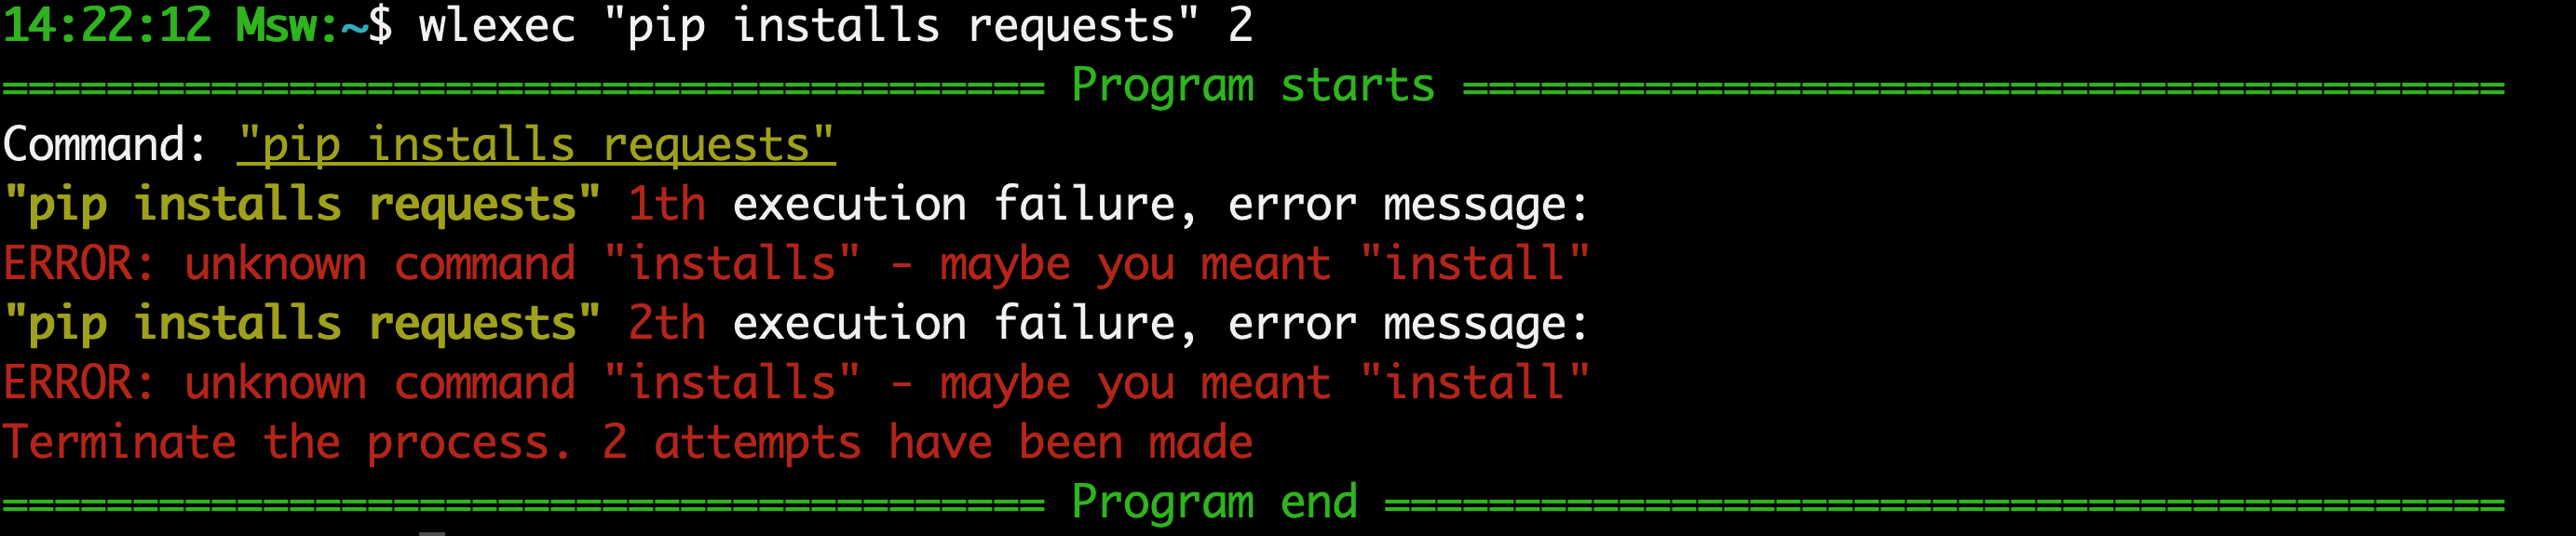 14:22:12 Msw:~$ wlexec "pip installs requests" 2
======================================== Program starts ========================================
Command: "pip installs requests"
"pip installs requests" 1th execution failure, error message:
ERROR: unknown command "installs" - maybe you meant "install"
"pip installs requests" 2th execution failure, error message:
ERROR: unknown command "installs" - maybe you meant "install"
Terminate the process. 2 attempts have been made
======================================== Program end ===========================================